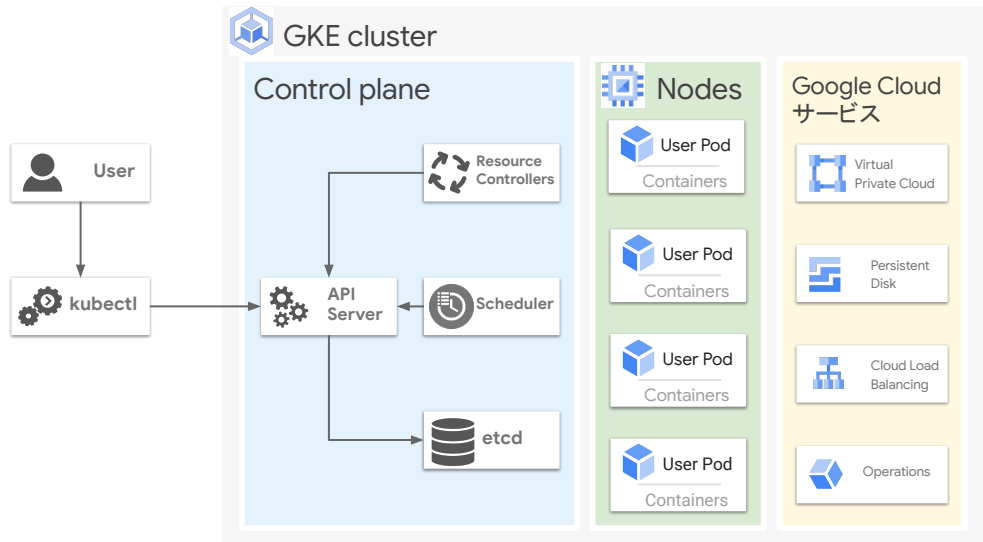 GKE cluster
Control plane
Nodes
Google Cloud
サービス
User
kubectl
Resource
Controllers
API
Server
Scheduler
etcd
User Pod
Containers
User Pod
Containers
User Pod
Containers
User Pod
Containers
Virtual
Private Cloud
Persistent
Disk
Cloud Load
Balancing
Operations